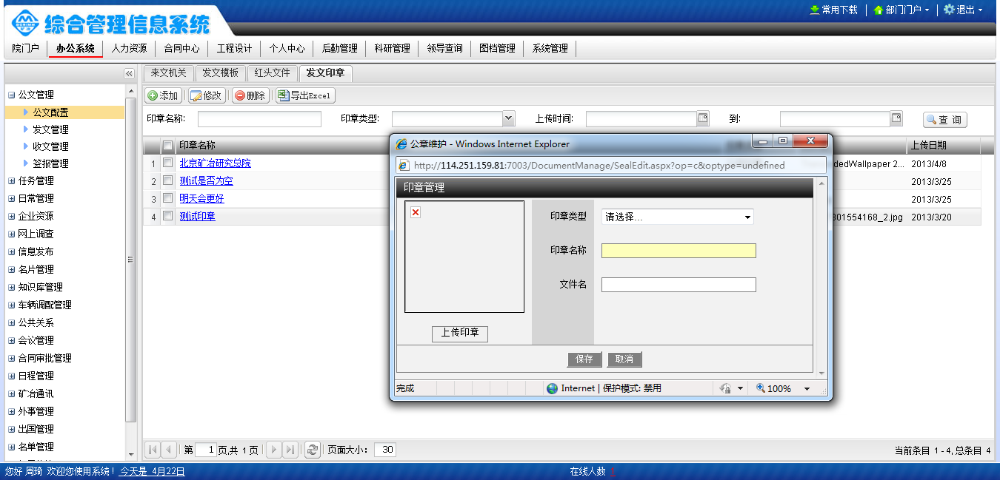 常用下载 部门门户 退出
综合管理信息系统
院门户 办公系统 人力资源 合同中心 工程设计 个人中心 后勤管理 科研管理 领导查询 图档管理 系统管理
来文机关 发文模板 红头文件 发文印章
添加 修改 删除 导出Excel
印章名称: 印章类型: 上传时间: 到: 查 询
公文管理
公文配置
发文管理
收文管理
签报管理
任务管理
日常管理
企业资源
网上调查
信息发布
名片管理
知识库管理
车辆调配管理
公共关系
会议管理
合同审批管理
日程管理
矿冶通讯
外事管理
出国管理
名单管理
印章名称 上传日期
1 北京矿冶研究总院 dedWallpaper 2... 2013/4/8
2 测试是否为空 2013/3/25
3 明天会更好 2013/3/25
4 测试印章 801554168_2.jpg 2013/3/20
公章维护 - Windows Internet Explorer
http://114.251.159.81:7003/DocumentManage/SealEdit.aspx?op=c&optype=undefined
印章管理
印章类型 请选择...
印章名称
文件名
上传印章
保存 取消
完成 Internet | 保护模式: 禁用 100%
第 1 页,共 1 页 页面大小: 30 当前条目 1 - 4, 总条目 4
您好 周琦 欢迎您使用系统! 今天是 4月22日 在线人数